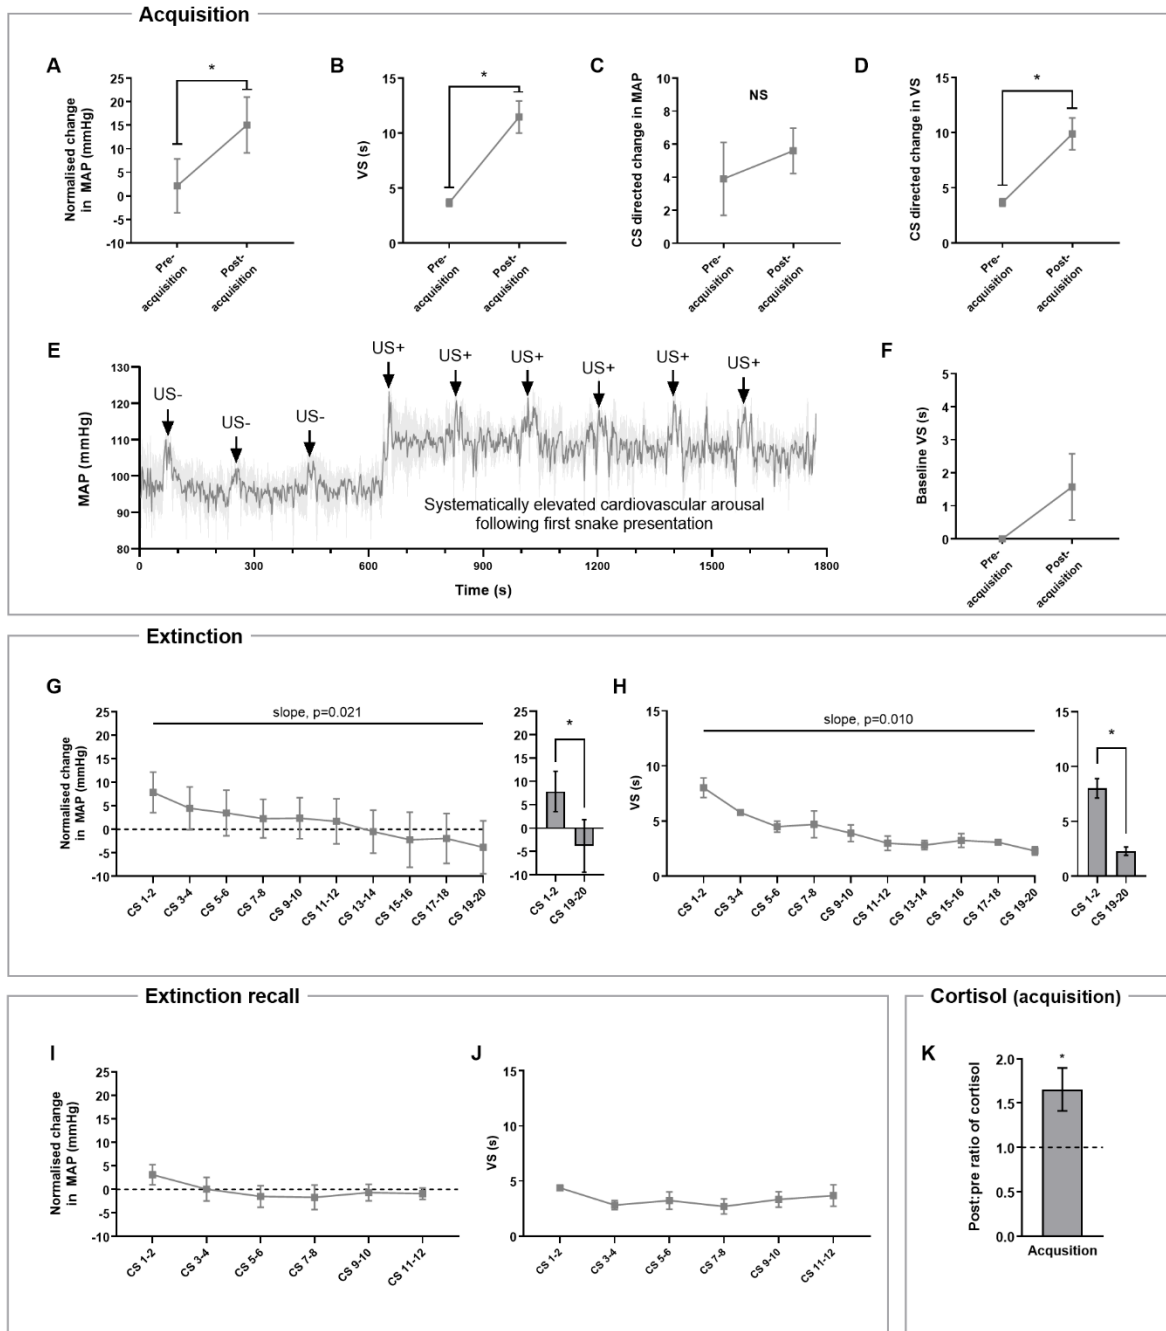 Acquisition
A
Normalised change
in MAP (mmHg)
25
20
15
10
5
0
-5
-10
*
Pre-
acquisition
Post-
acquisition
B
VS (s)
15
10
5
0
*
Pre-
acquisition
Post-
acquisition
C
CS directed change in MAP
10
8
6
4
2
0
NS
Pre-
acquisition
Post-
acquisition
D
CS directed change in VS
15
10
5
0
*
Pre-
acquisition
Post-
acquisition
E
MAP (mmHg)
130
120
110
100
90
80
US-
US-
US-
US+
US+
US+
US+
US+
US+
Systematically elevated cardiovascular arousal
following first snake presentation
0
300
600
900
1200
1500
1800
Time (s)
F
Baseline VS (s)
5
4
3
2
1
0
Pre-
acquisition
Post-
acquisition
Extinction
G
Normalised change
in MAP (mmHg)
25
20
15
10
5
0
-5
-10
slope, p=0.021
CS 1-2
CS 3-4
CS 5-6
CS 7-8
CS 9-10
CS 11-12
CS 13-14
CS 15-16
CS 17-18
CS 19-20
25
20
15
10
5
0
-5
-10
*
CS 1-2
CS 19-20
H
VS (s)
15
10
5
0
slope, p=0.010
CS 1-2
CS 3-4
CS 5-6
CS 7-8
CS 9-10
CS 11-12
CS 13-14
CS 15-16
CS 17-18
CS 19-20
15
10
5
0
*
CS 1-2
CS 19-20
Extinction recall
I
Normalised change
in MAP (mmHg)
25
20
15
10
5
0
-5
-10
CS 1-2
CS 3-4
CS 5-6
CS 7-8
CS 9-10
CS 11-12
J
VS (s)
15
10
5
0
CS 1-2
CS 3-4
CS 5-6
CS 7-8
CS 9-10
CS 11-12
Cortisol (acquisition)
K
Post:pre ratio of cortisol
2.0
1.5
1.0
0.5
0.0
*
Acqusition